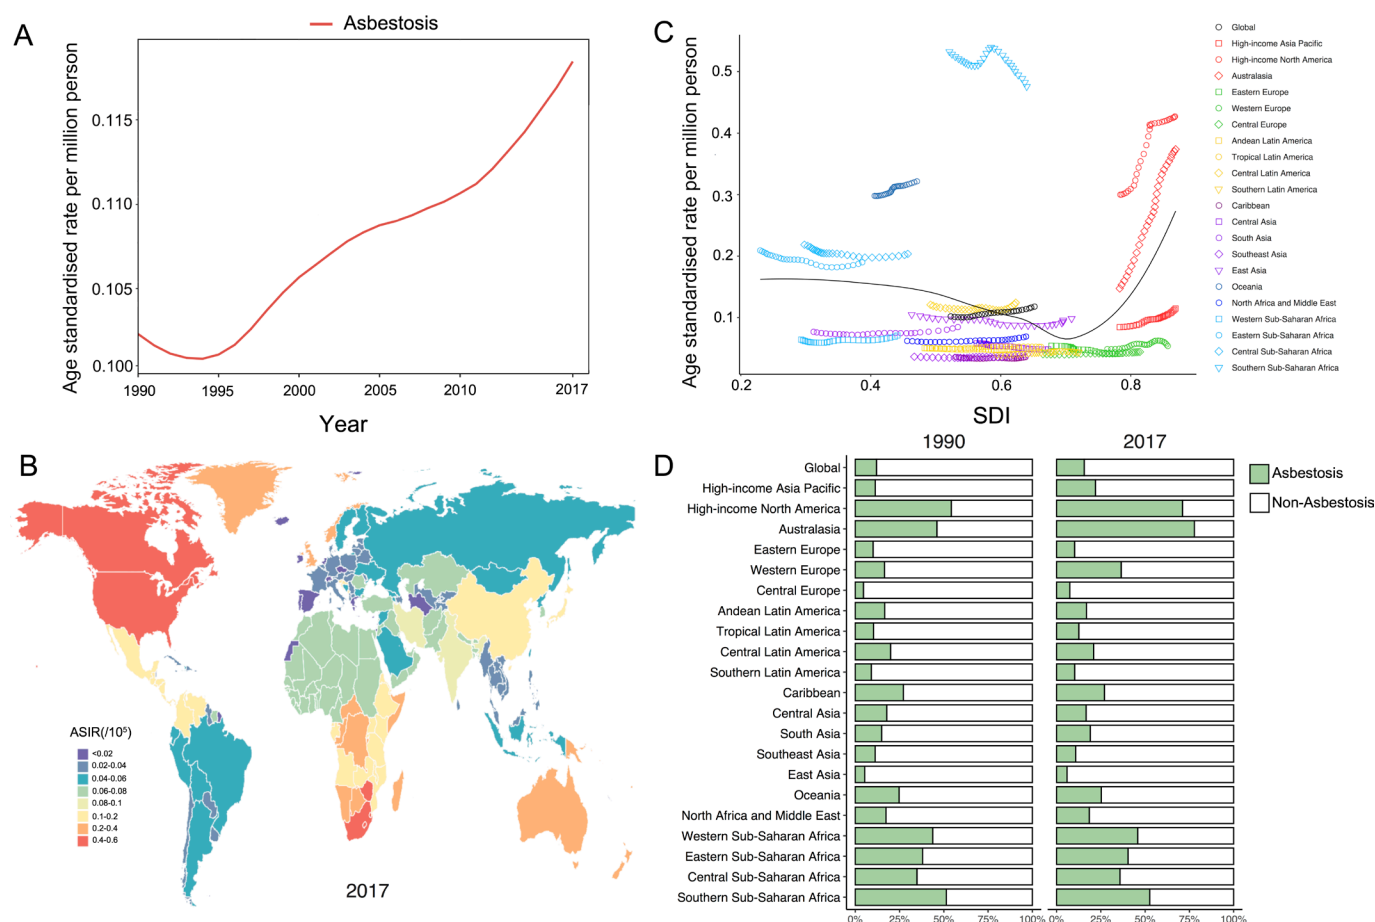 A
Asbestosis
Age standardised rate per million person
0.1115
0.1110
0.1105
0.1100
1990
1995
2000
2005
2010
2017
Year
C
Age standardised rate per million person
0.5
0.4
0.3
0.2
0.1
0.2
0.4
0.6
0.8
SDI
Global
High-income Asia Pacific
High-income North America
Australasia
Eastern Europe
Western Europe
Central Europe
Andean Latin America
Tropical Latin America
Central Latin America
Southern Latin America
Caribbean
Central Asia
South Asia
Southeast Asia
East Asia
Oceania
North Africa and Middle East
Western Sub-Saharan Africa
Eastern Sub-Saharan Africa
Central Sub-Saharan Africa
Southern Sub-Saharan Africa
B
ASIR(/10⁵)
<0.02
0.02-0.04
0.04-0.06
0.06-0.08
0.08-0.1
0.1-0.2
0.2-0.4
0.4-0.6
2017
D
1990
2017
Global
High-income Asia Pacific
High-income North America
Australasia
Eastern Europe
Western Europe
Central Europe
Andean Latin America
Tropical Latin America
Central Latin America
Southern Latin America
Caribbean
Central Asia
South Asia
Southeast Asia
East Asia
Oceania
North Africa and Middle East
Western Sub-Saharan Africa
Eastern Sub-Saharan Africa
Central Sub-Saharan Africa
Southern Sub-Saharan Africa
0% 25% 50% 75% 100%
0% 25% 50% 75% 100%
Asbestosis
Non-Asbestosis